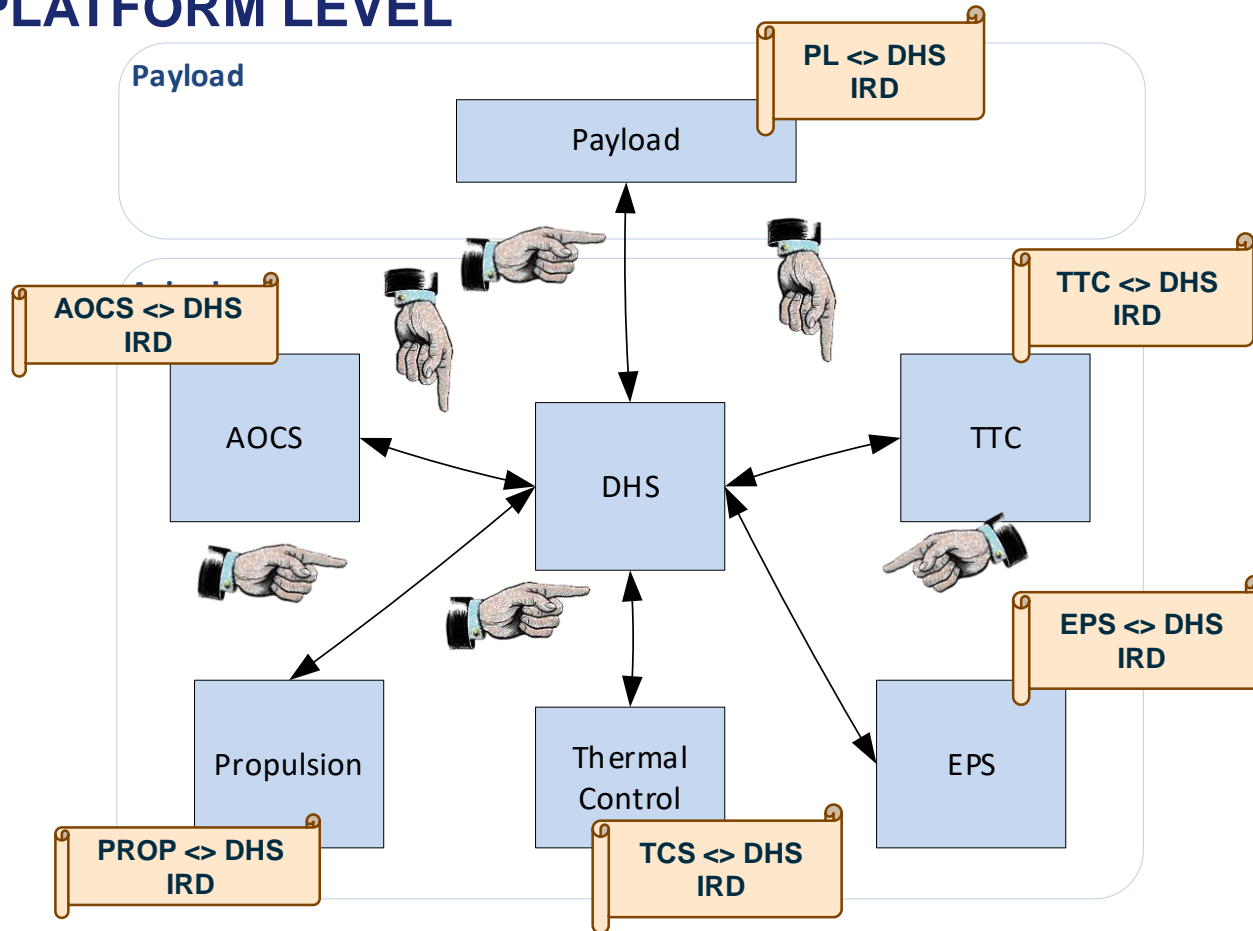 PLATFORM LEVEL
PL <> DHS
IRD
Payload
Payload
TTC <> DHS
IRD
AOCS <> DHS
IRD
AOCS
DHS
TTC
EPS <> DHS
IRD
Propulsion
Thermal
Control
EPS
PROP <> DHS
IRD
TCS <> DHS
IRD